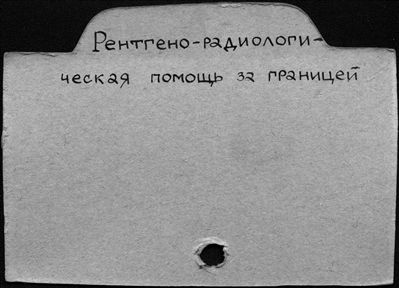 Рентгено-радиологи-
ческая помощь за границей